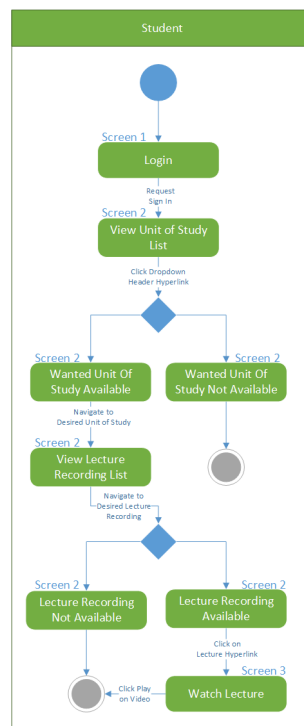 Student
Screen 1
Login
Request
Sign In
Screen 2
View Unit of Study
List
Click Dropdown
Header Hyperlink
Screen 2
Wanted Unit Of
Study Available
Screen 2
Wanted Unit Of
Study Not Available
Navigate to
Desired Unit of Study
Screen 2
View Lecture
Recording List
Navigate to
Desired Lecture
Recording
Screen 2
Lecture Recording
Not Available
Screen 2
Lecture Recording
Available
Click on
Lecture Hyperlink
Screen 3
Watch Lecture
Click Play
on Video